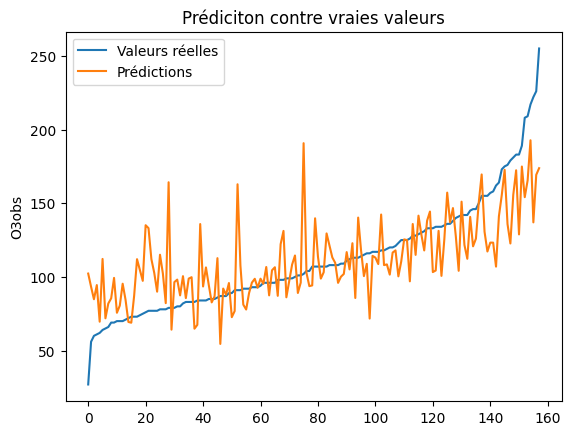 Prédiciton contre vraies valeurs
Valeurs réelles
Prédictions
O3obs
250
200
150
100
50
0 20 40 60 80 100 120 140 160